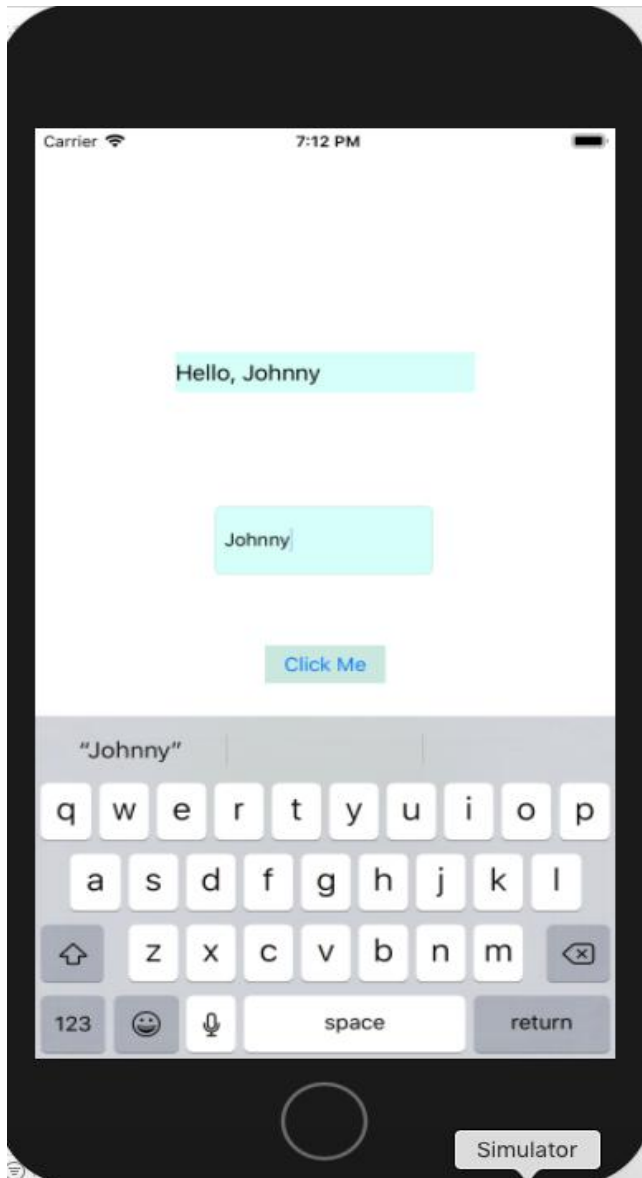 Carrier 7:12 PM
Hello, Johnny
Johnny
Click Me
“Johnny”
q w e r t y u i o p
a s d f g h j k l
z x c v b n m
123 space return
Simulator